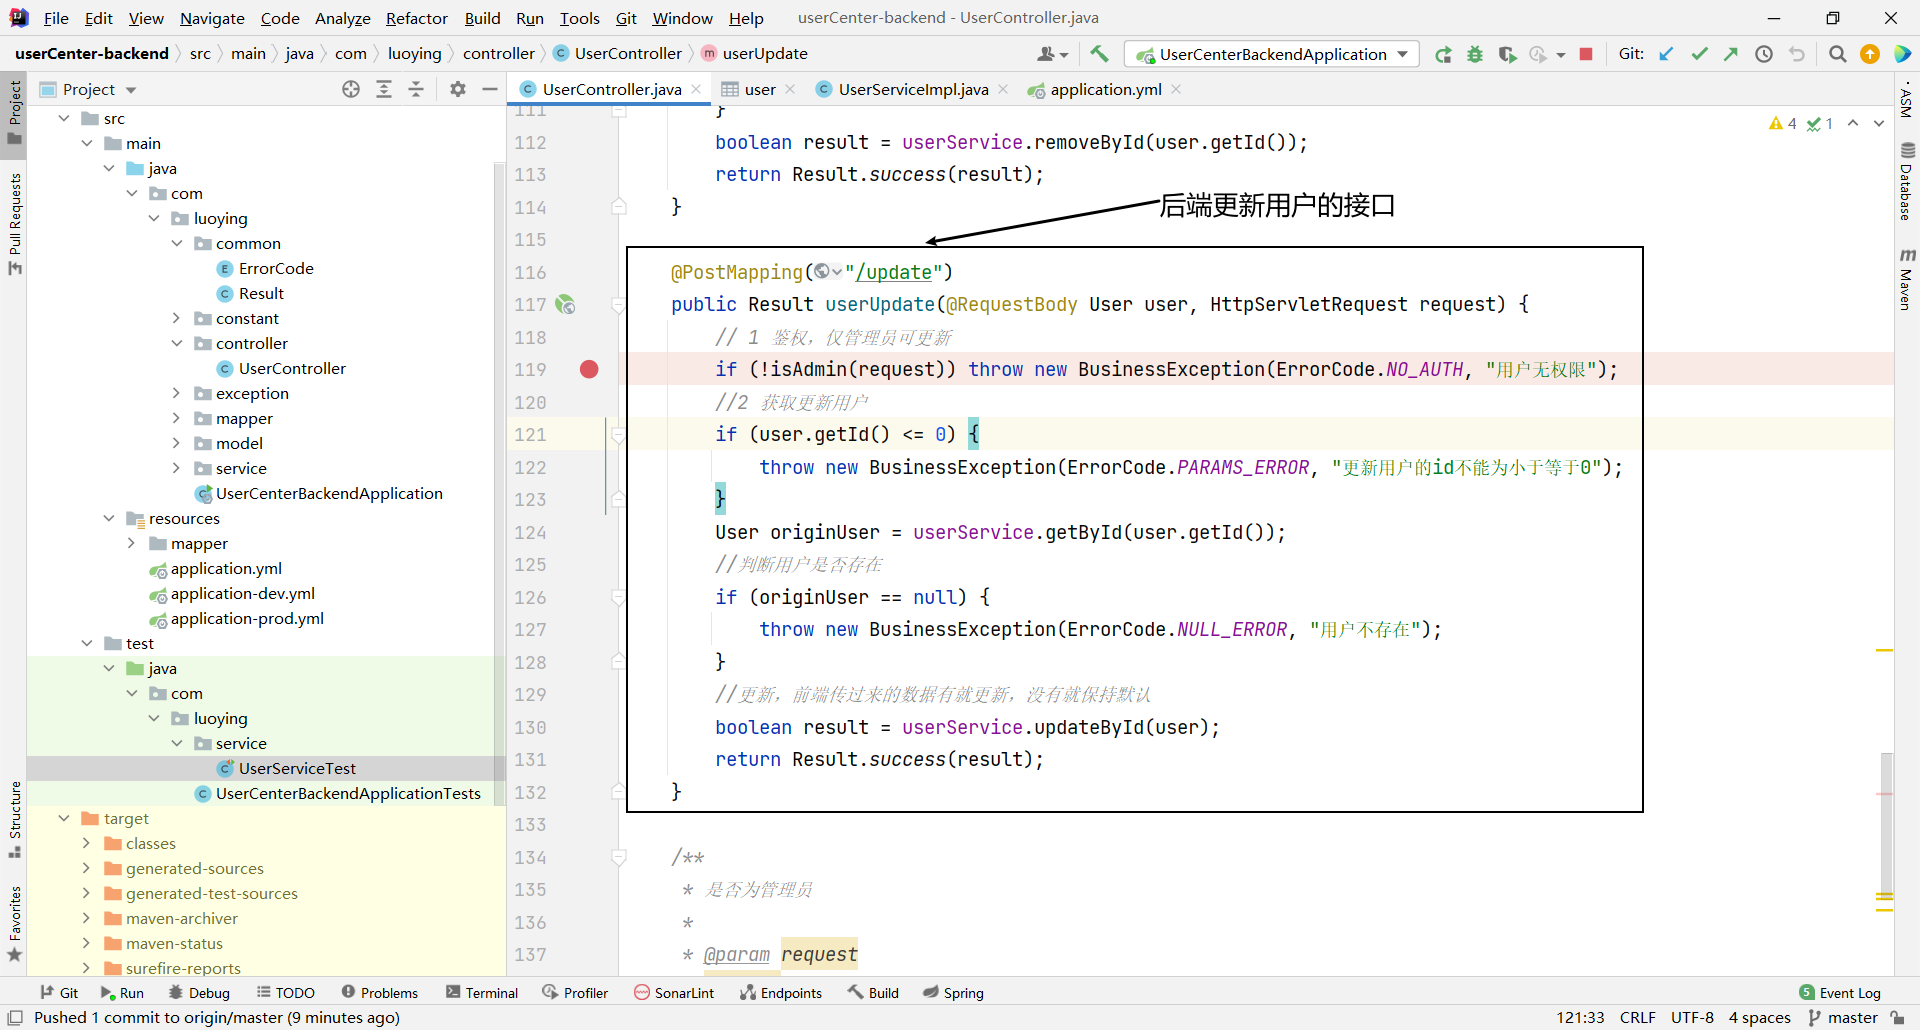 File Edit View Navigate Code Analyze Refactor Build Run Tools Git Window Help userCenter-backend - UserController.java
userCenter-backend src main java com luoying controller UserController userUpdate UserCenterBackendApplication Git:
Project
UserController.java user UserServiceImpl.java application.yml
Project
Pull Requests
Structure
Favorites
src
main
java
com
luoying
common
ErrorCode
Result
constant
controller
UserController
exception
mapper
model
service
UserCenterBackendApplication
resources
mapper
application.yml
application-dev.yml
application-prod.yml
test
java
com
luoying
service
UserServiceTest
UserCenterBackendApplicationTests
target
classes
generated-sources
generated-test-sources
maven-archiver
maven-status
surefire-reports
4 1
111 }
112 boolean result = userService.removeById(user.getId());
113 return Result.success(result);
114 }
后端更新用户的接口
115
116 @PostMapping("/update")
117 public Result userUpdate(@RequestBody User user, HttpServletRequest request) {
118 // 1 鉴权，仅管理员可更新
119 if (!isAdmin(request)) throw new BusinessException(ErrorCode.NO_AUTH, "用户无权限");
120 //2 获取更新用户
121 if (user.getId() <= 0) {
122 throw new BusinessException(ErrorCode.PARAMS_ERROR, "更新用户的id不能为小于等于0");
123 }
124 User originUser = userService.getById(user.getId());
125 //判断用户是否存在
126 if (originUser == null) {
127 throw new BusinessException(ErrorCode.NULL_ERROR, "用户不存在");
128 }
129 //更新，前端传过来的数据有就更新，没有就保持默认
130 boolean result = userService.updateById(user);
131 return Result.success(result);
132 }
133
134 /**
135 * 是否为管理员
136 *
137 * @param request
ASM
Database
m Maven
Git Run Debug TODO Problems Terminal Profiler SonarLint Endpoints Build Spring 5 Event Log
Pushed 1 commit to origin/master (9 minutes ago) 121:33 CRLF UTF-8 4 spaces master